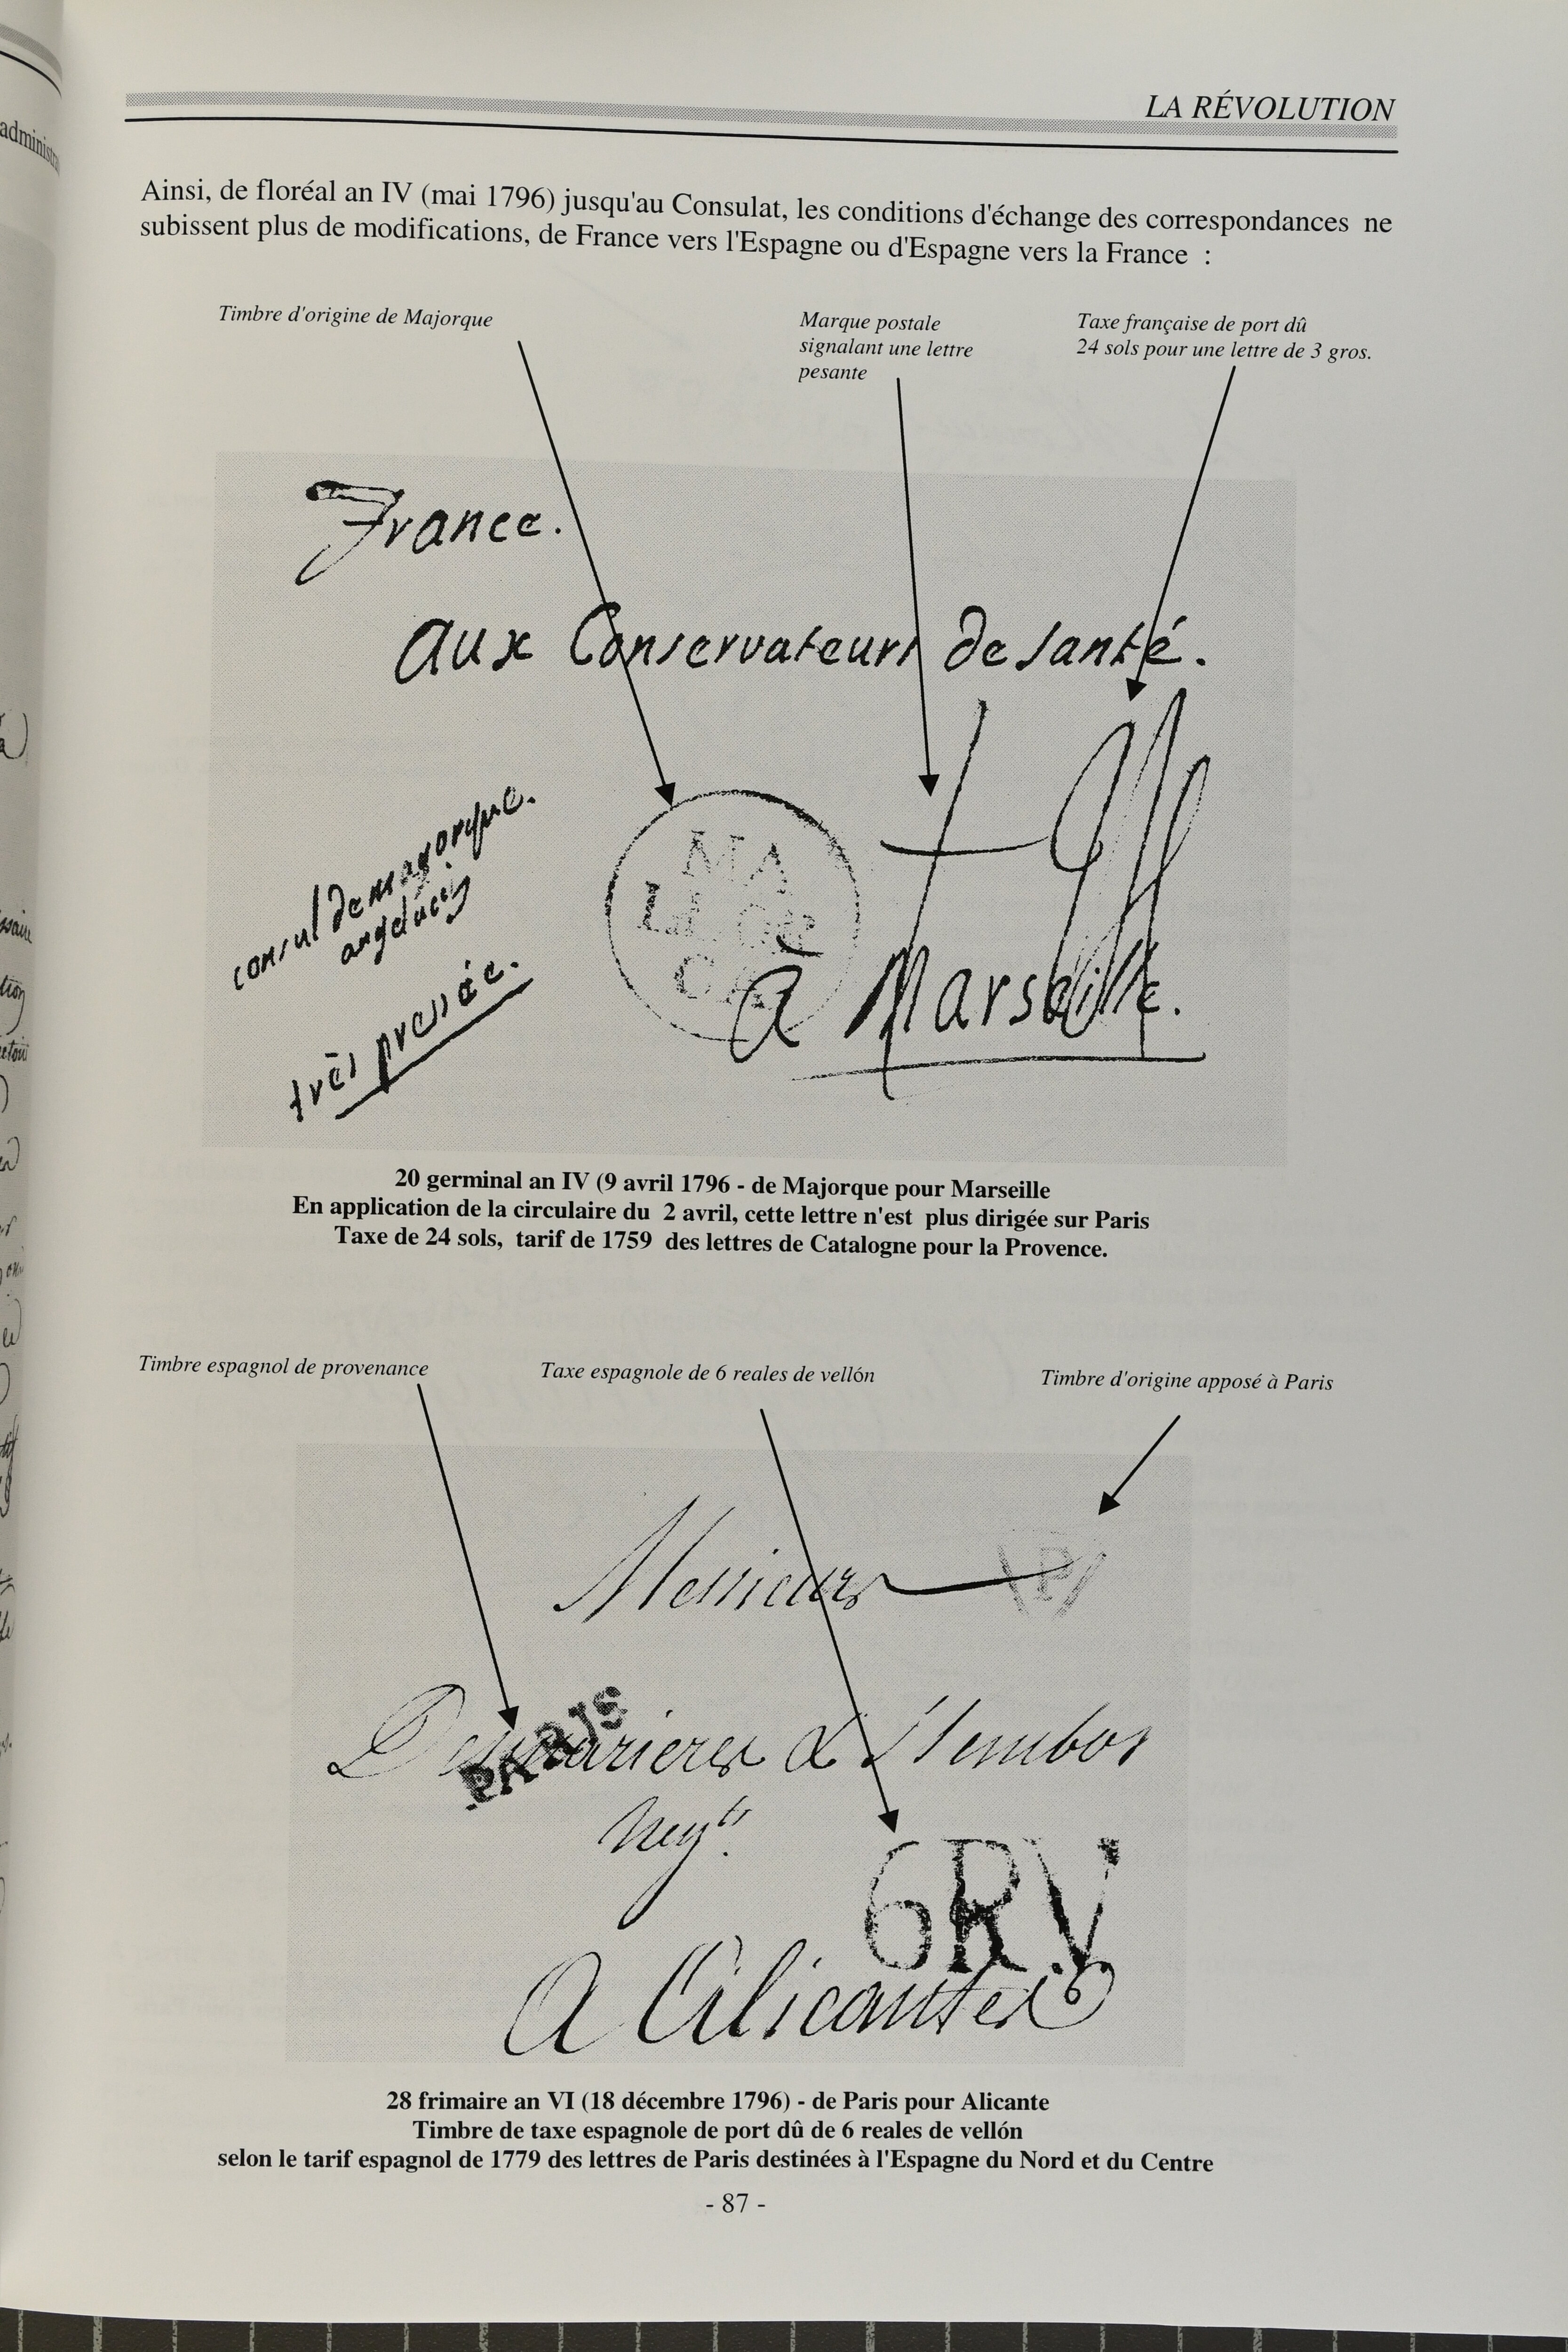 LA RÉVOLUTION
Ainsi, de floréal an IV (mai 1796) jusqu'au Consulat, les conditions d'échange des correspondances ne
subissent plus de modifications, de France vers l'Espagne ou d'Espagne vers la France :
Timbre d'origine de Majorque
Marque postale
signalant une lettre
pesante
Taxe française de port dû
24 sols pour une lettre de 3 gros.
France.
aux Conservateurs de santé.
consul de magorque.
très pressée.
MA
LLOR
CA
à Marseille.
20 germinal an IV (9 avril 1796 - de Majorque pour Marseille
En application de la circulaire du 2 avril, cette lettre n'est plus dirigée sur Paris
Taxe de 24 sols, tarif de 1759 des lettres de Catalogne pour la Provence.
Timbre espagnol de provenance
Taxe espagnole de 6 reales de vellón
Timbre d'origine apposé à Paris
Messieurs
P
PARIS
&
Negts.
6RV
A Alicante
28 frimaire an VI (18 décembre 1796) - de Paris pour Alicante
Timbre de taxe espagnole de port dû de 6 reales de vellón
selon le tarif espagnol de 1779 des lettres de Paris destinées à l'Espagne du Nord et du Centre
- 87 -